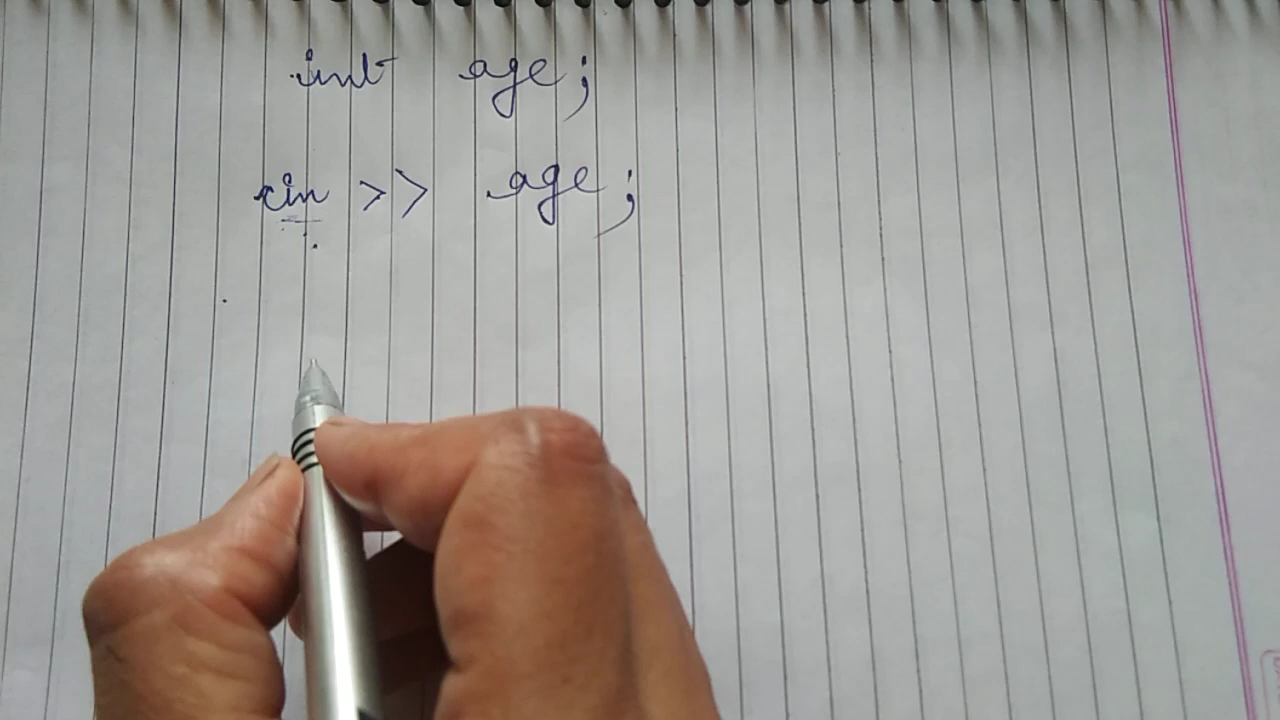 int age;
cin >> age;